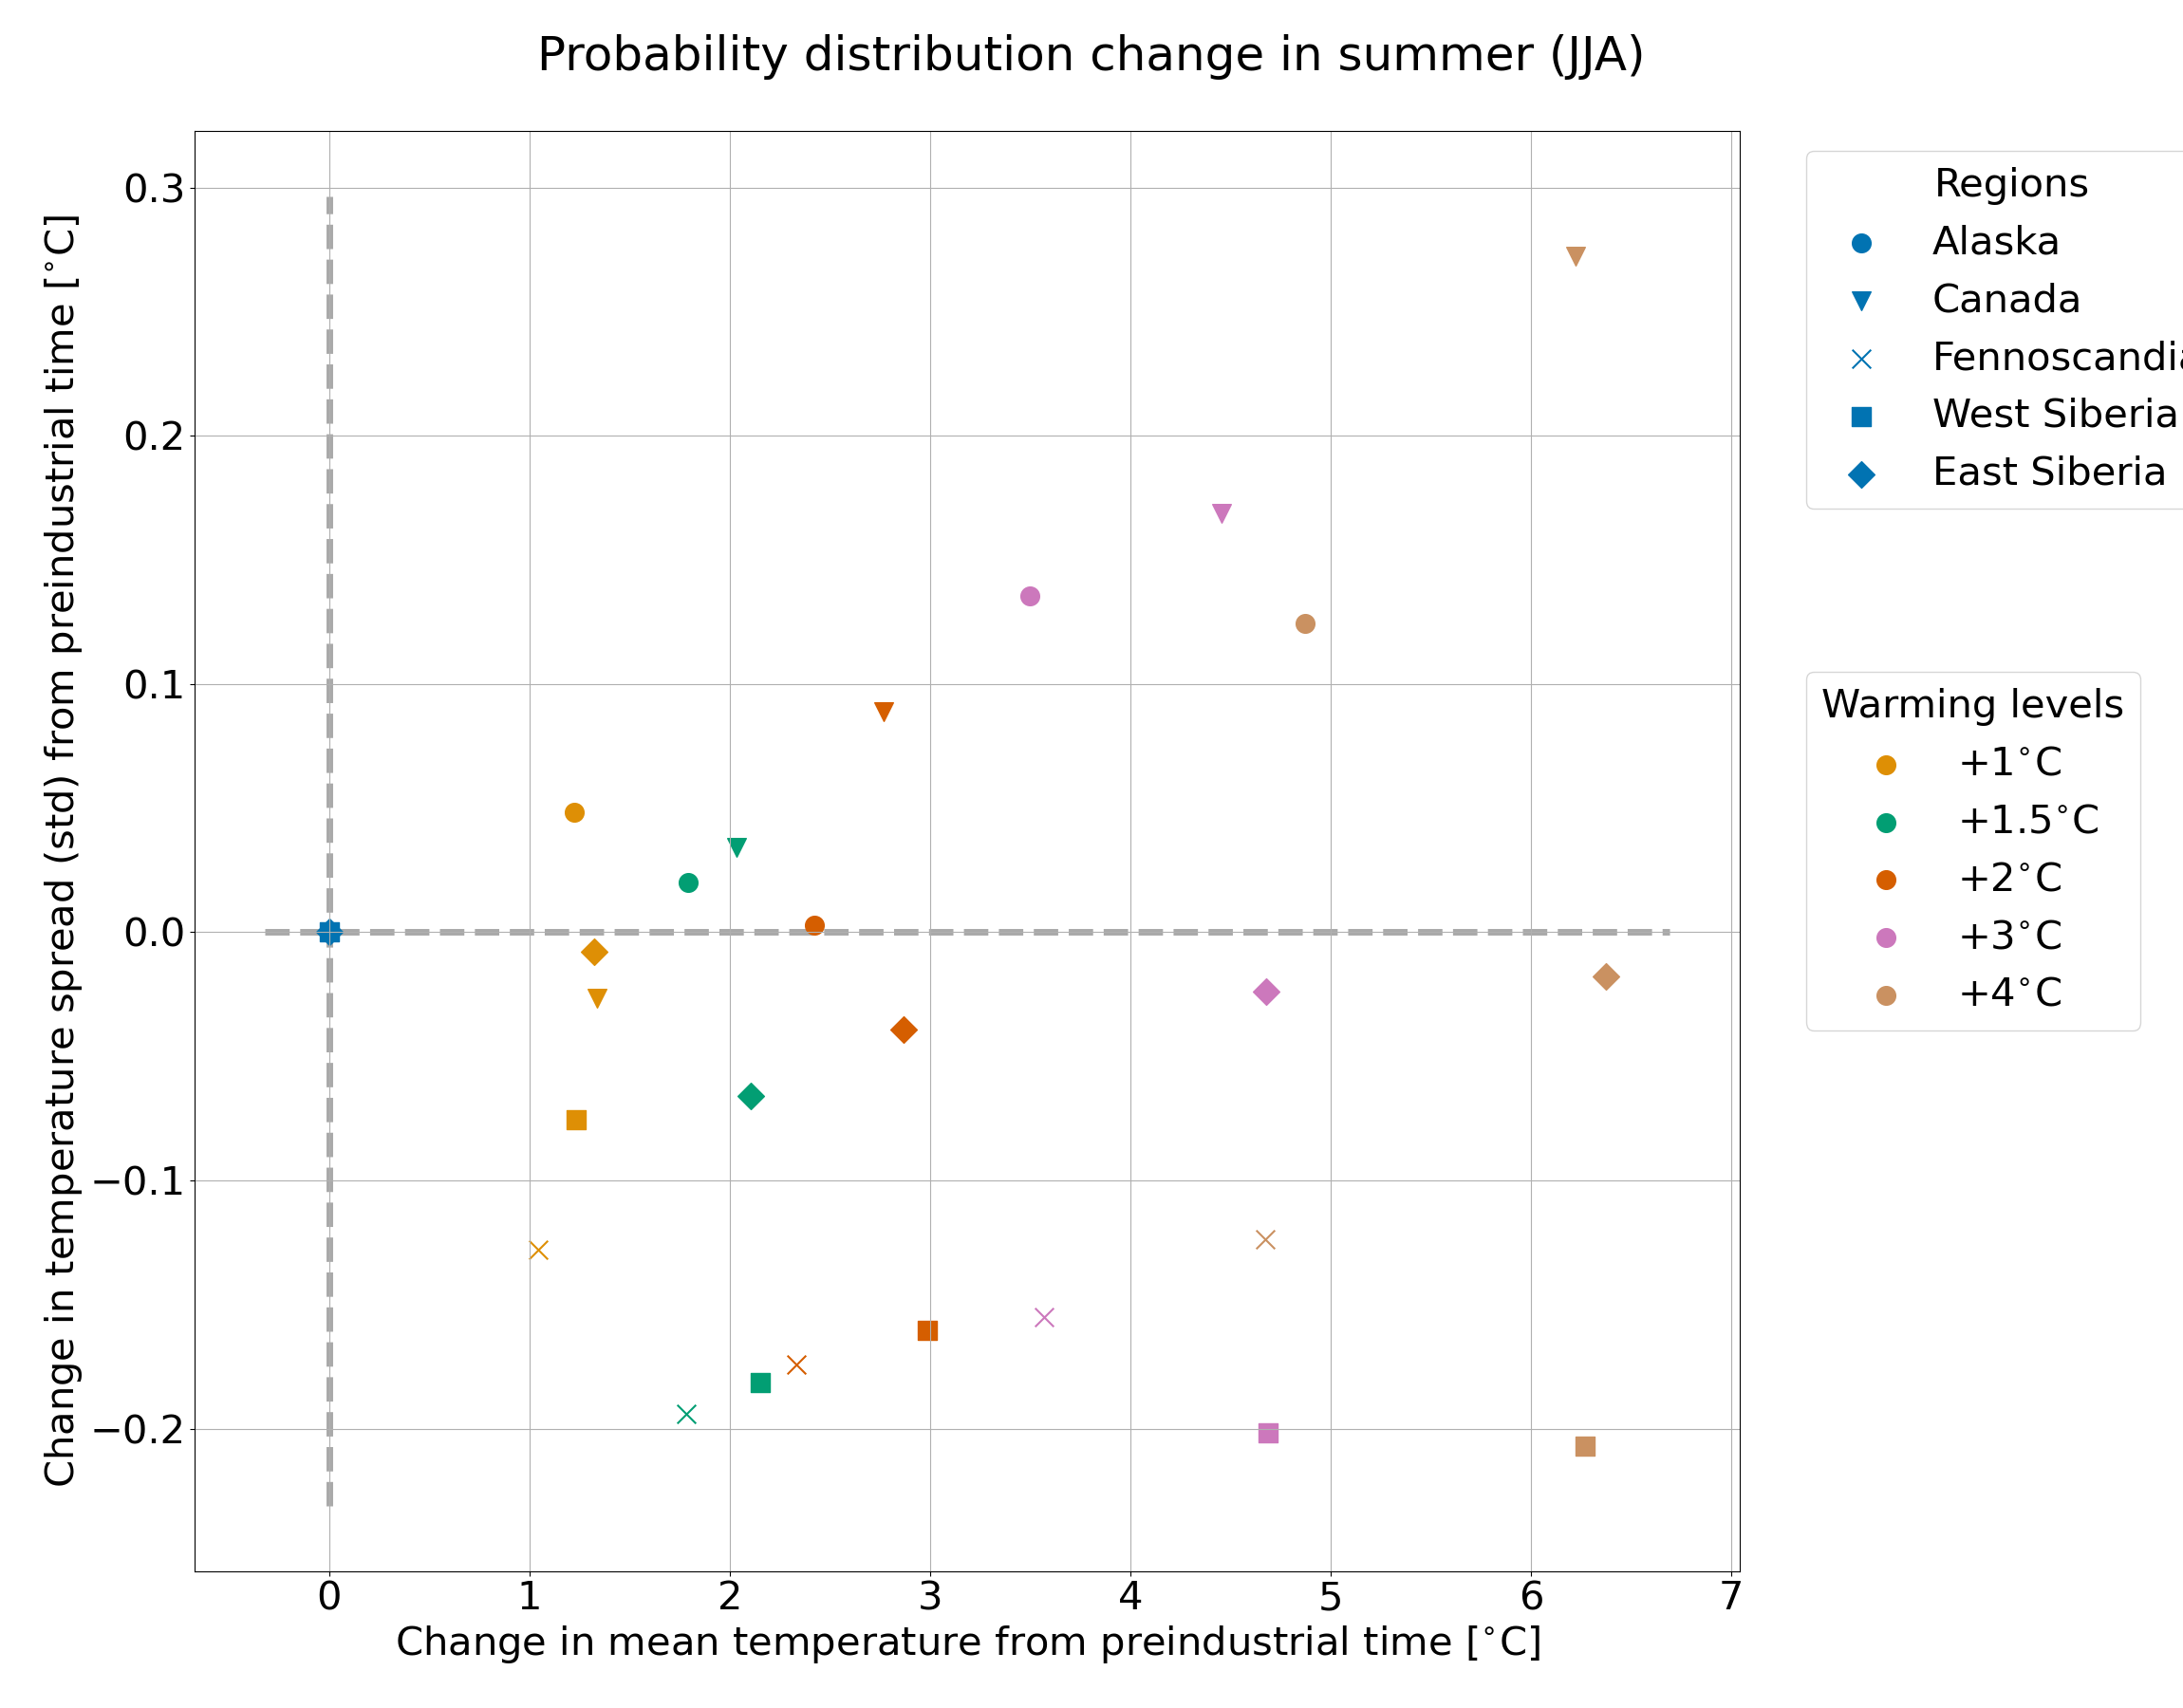 Probability distribution change in summer (JJA)
Change in temperature spread (std) from preindustrial time [°C]
0.3
0.2
0.1
0.0
−0.1
−0.2
0
1
2
3
4
5
6
7
Change in mean temperature from preindustrial time [°C]
Regions
Alaska
Canada
Fennoscandia
West Siberia
East Siberia
Warming levels
+1°C
+1.5°C
+2°C
+3°C
+4°C